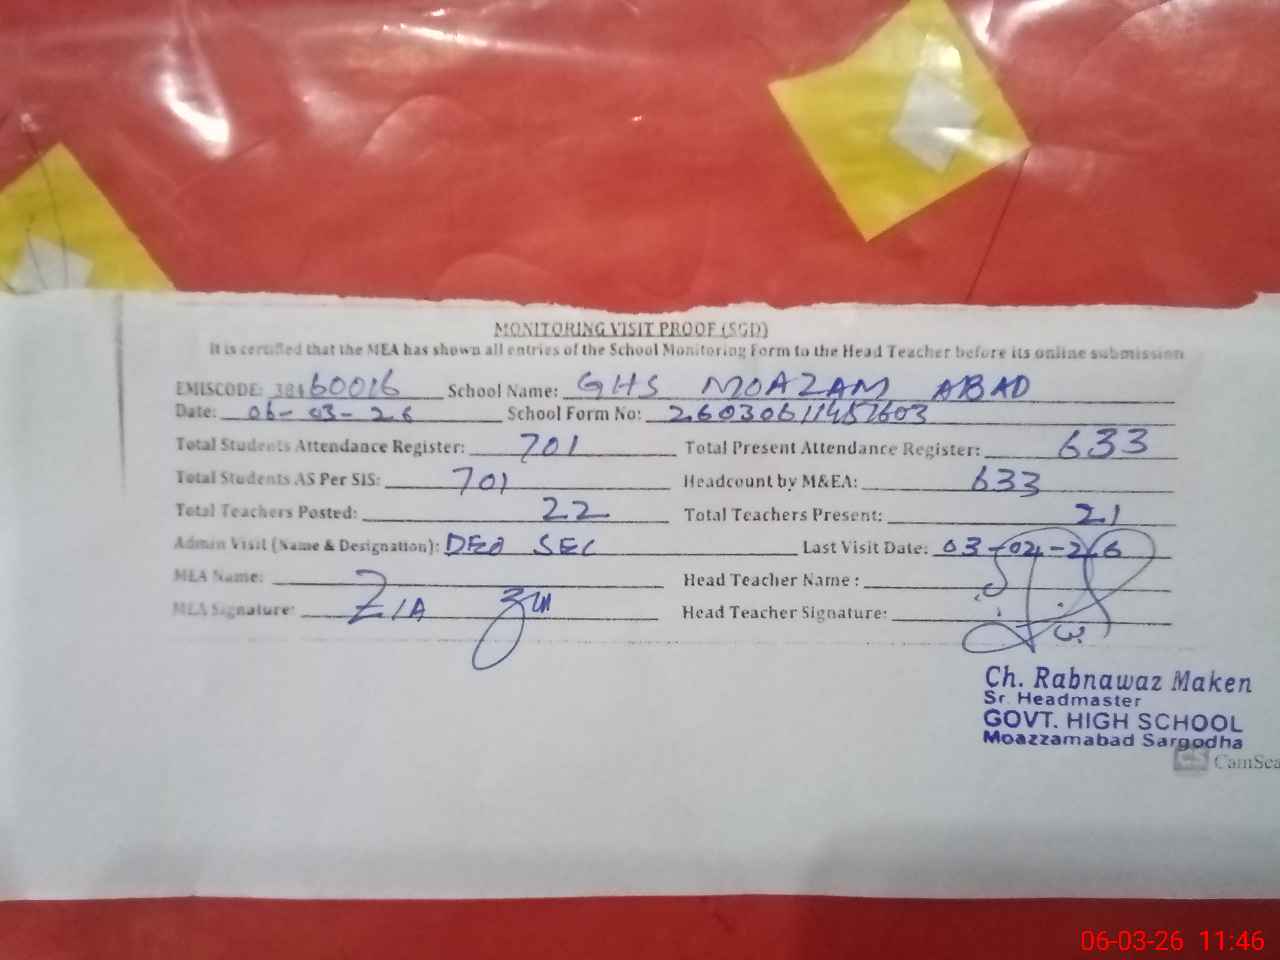 MONITORING VISIT PROOF (SGD)
It is certified that the MEA has shown all entries of the School Monitoring Form to the Head Teacher before its online submission
EMISCODE: 38460016 School Name: GHS MOAZAM ABAD
Date: 06-03-26 School Form No: 26030611457603
Total Students Attendance Register: 701 Total Present Attendance Register: 633
Total Students AS Per SIS: 701 Headcount by M&EA: 633
Total Teachers Posted: 22 Total Teachers Present: 21
Admin Visit (Name & Designation): DEO SEC Last Visit Date: 03-02-26
MEA Name: Head Teacher Name :
MEA Signature: ZIA Head Teacher Signature:
Ch. Rabnawaz Maken
Sr. Headmaster
GOVT. HIGH SCHOOL
Moazzamabad Sargodha
CS CamSca
06-03-26 11:46